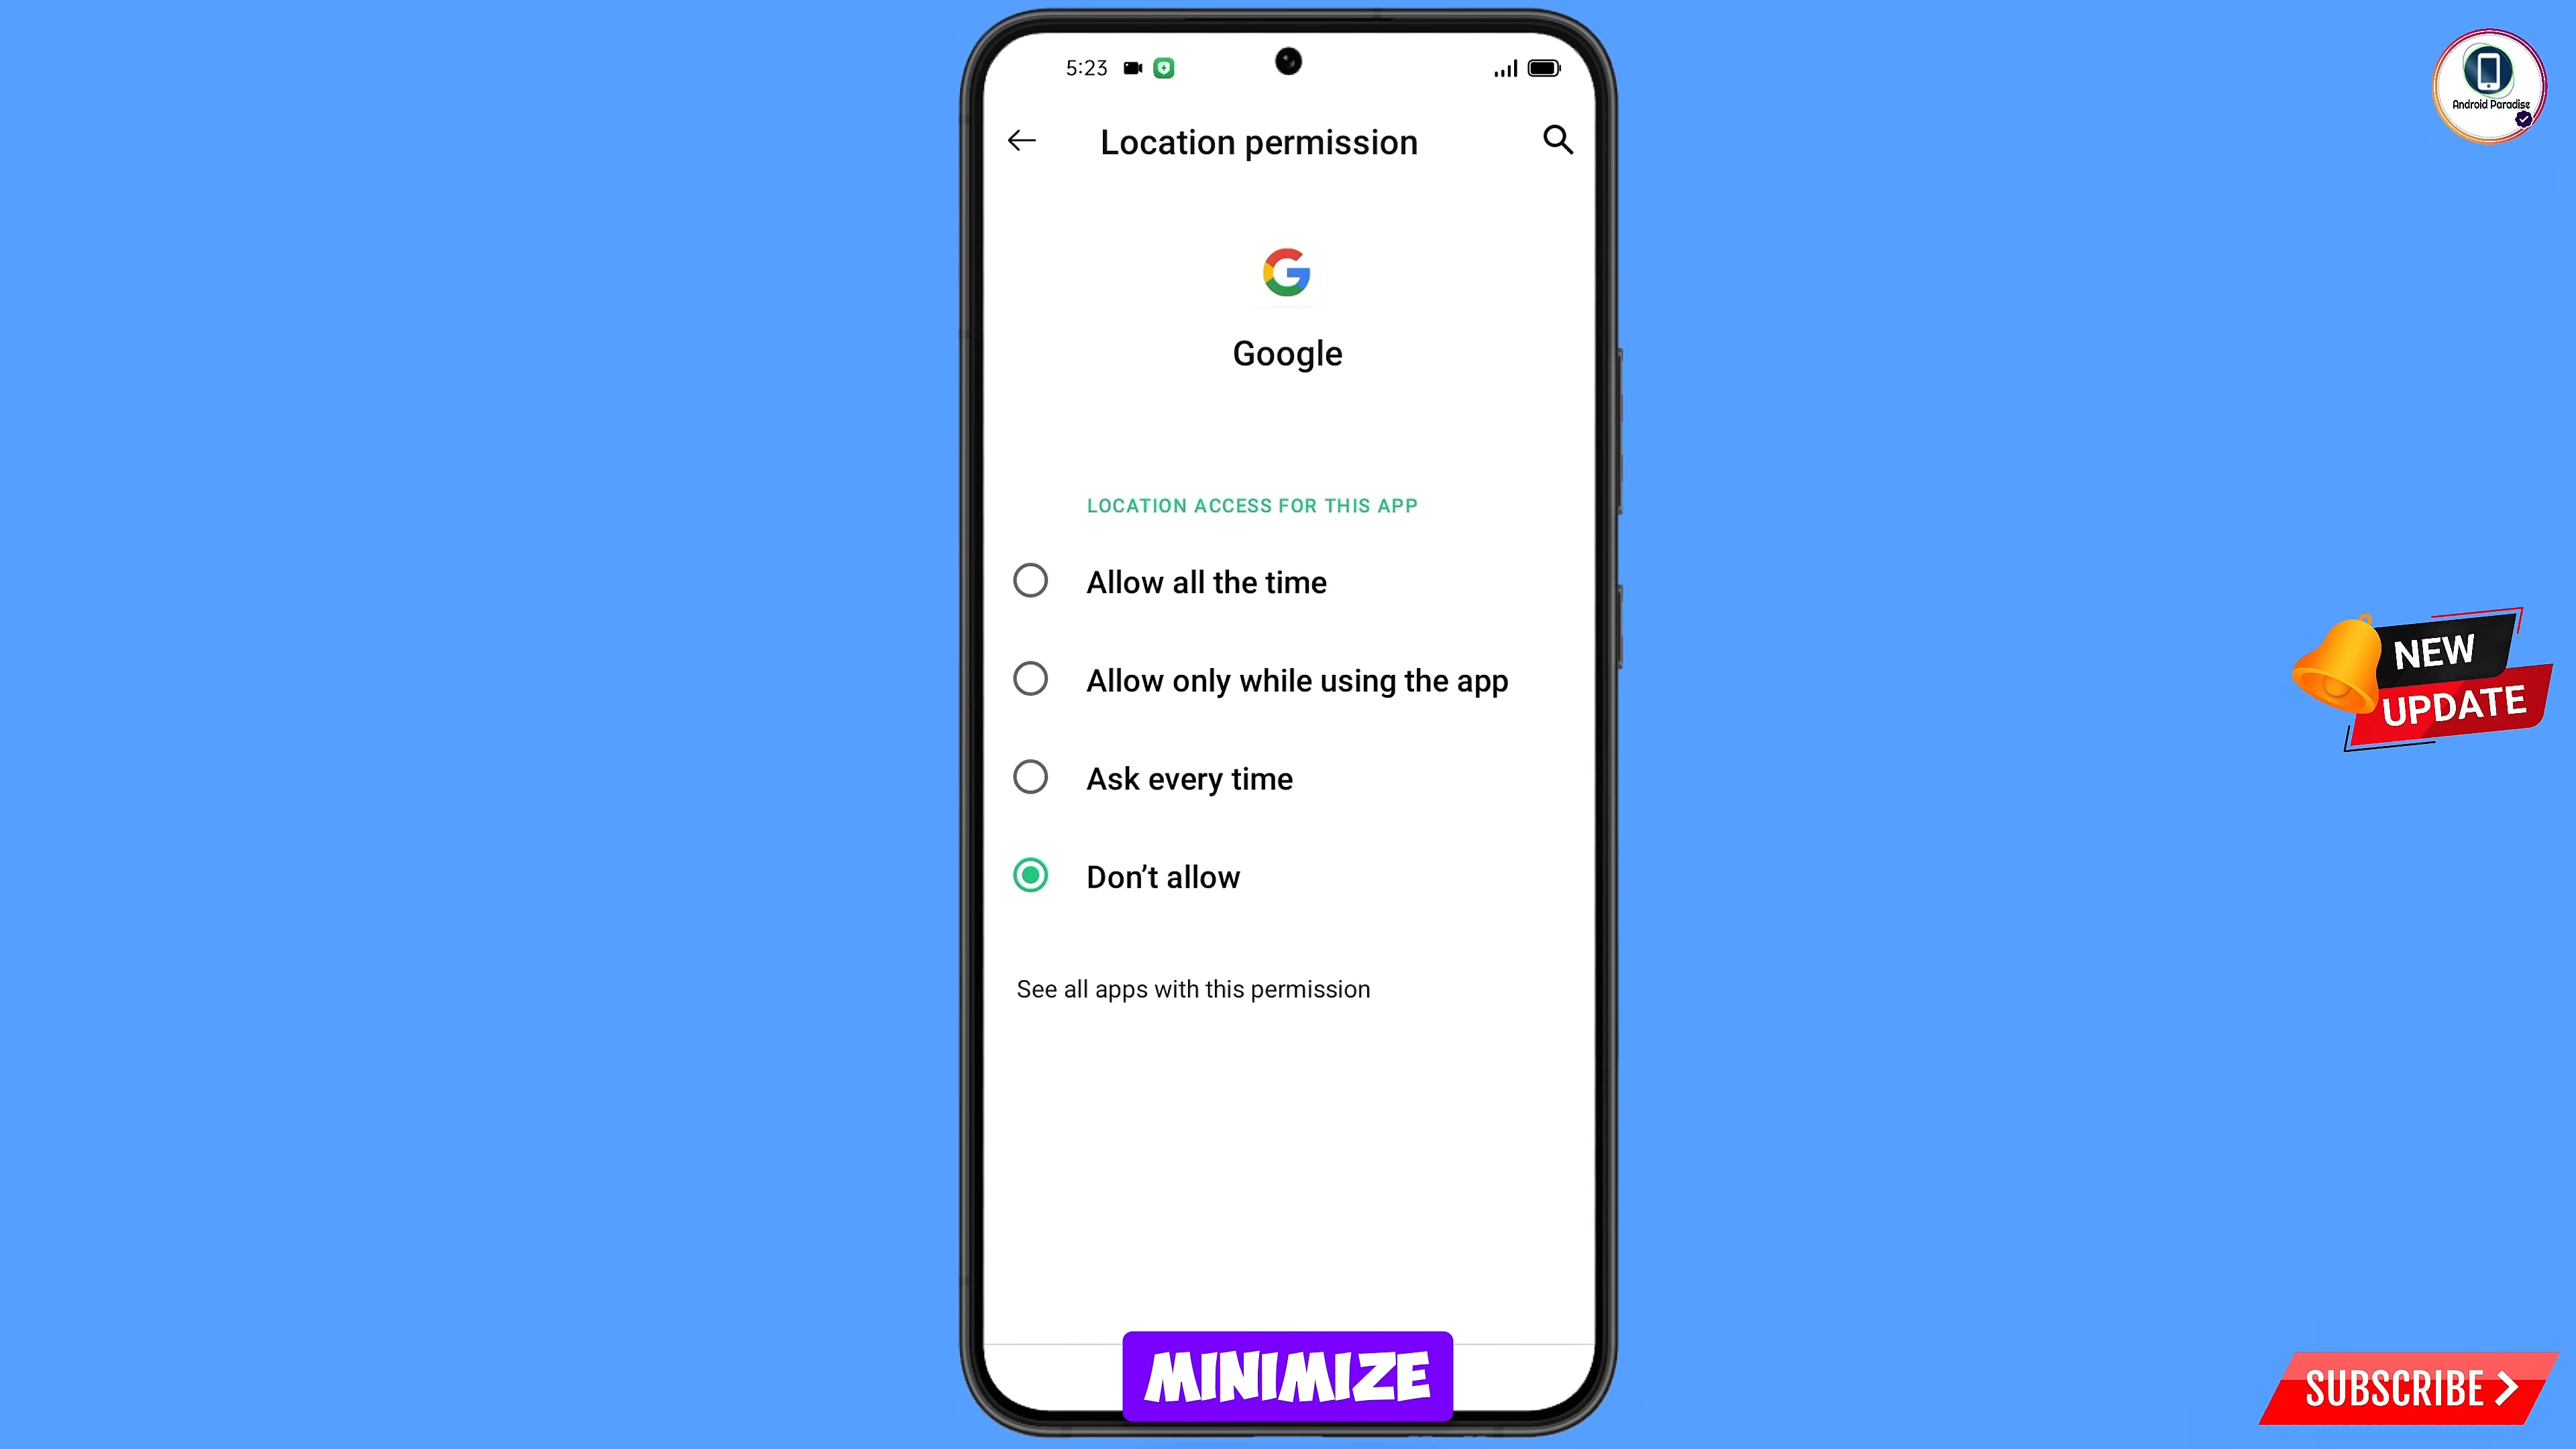 5:23
Location permission
Google
LOCATION ACCESS FOR THIS APP
Allow all the time
Allow only while using the app
Ask every time
Don’t allow
See all apps with this permission
MINIMIZE
Android Paradise
NEW
UPDATE
SUBSCRIBE